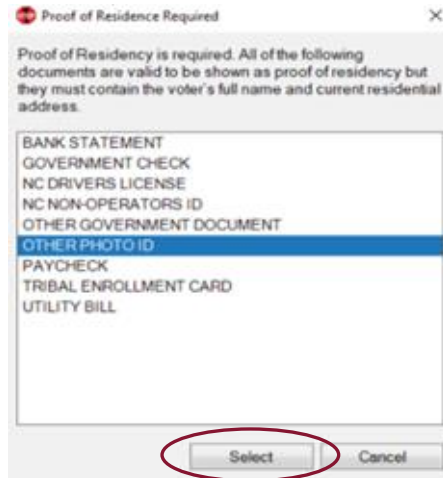 Proof of Residence Required
Proof of Residency is required. All of the following
documents are valid to be shown as proof of residency but
they must contain the voter's full name and current residential
address.
BANK STATEMENT
GOVERNMENT CHECK
NC DRIVERS LICENSE
NC NON-OPERATORS ID
OTHER GOVERNMENT DOCUMENT
OTHER PHOTO ID
PAYCHECK
TRIBAL ENROLLMENT CARD
UTILITY BILL
Select Cancel